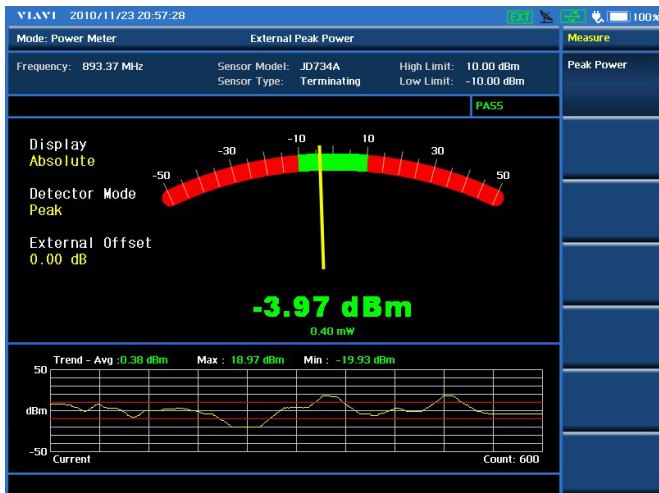 VIAVI 2010/11/23 20:57:28 EXT 100%
Mode: Power Meter External Peak Power Measure
Frequency: 893.37 MHz Sensor Model: JD734A High Limit: 10.00 dBm Peak Power
Sensor Type: Terminating Low Limit: -10.00 dBm
PASS
Display
Absolute
Detector Mode
Peak
External Offset
0.00 dB
-50 -30 -10 10 30 50
-3.97 dBm
0.40 mW
Trend - Avg :0.38 dBm Max : 18.97 dBm Min : -19.93 dBm
50
dBm
-50
Current Count: 600